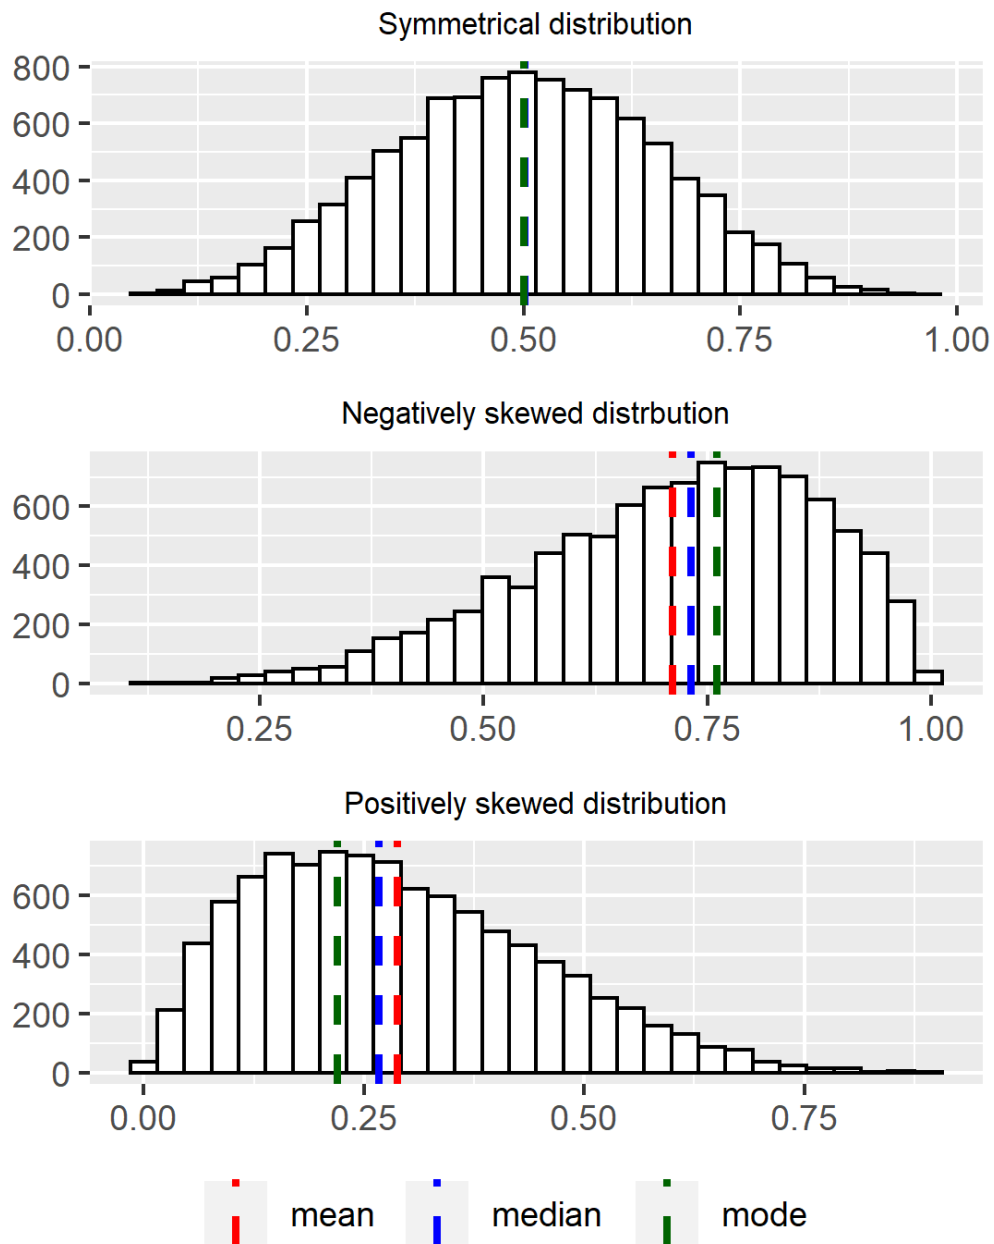 Symmetrical distribution
800
600
400
200
0
0.00 0.25 0.50 0.75 1.00
Negatively skewed distrbution
600
400
200
0
0.25 0.50 0.75 1.00
Positively skewed distribution
600
400
200
0
0.00 0.25 0.50 0.75
mean median mode